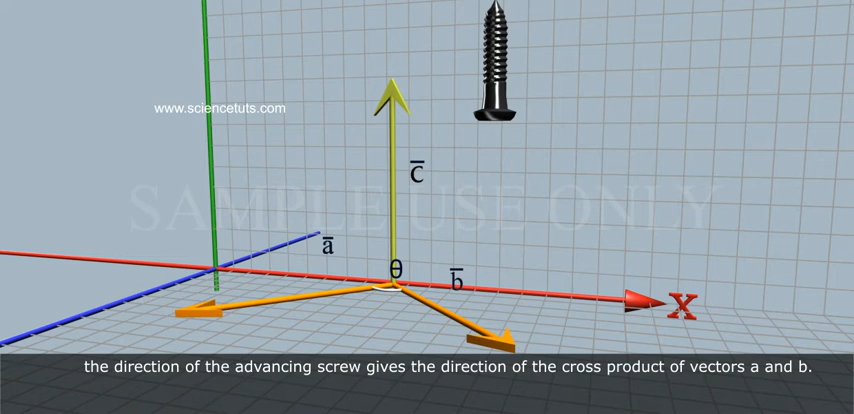 www.sciencetuts.com
c̅
SAMPLE USE ONLY
a̅
θ
b̅
X
the direction of the advancing screw gives the direction of the cross product of vectors a and b.